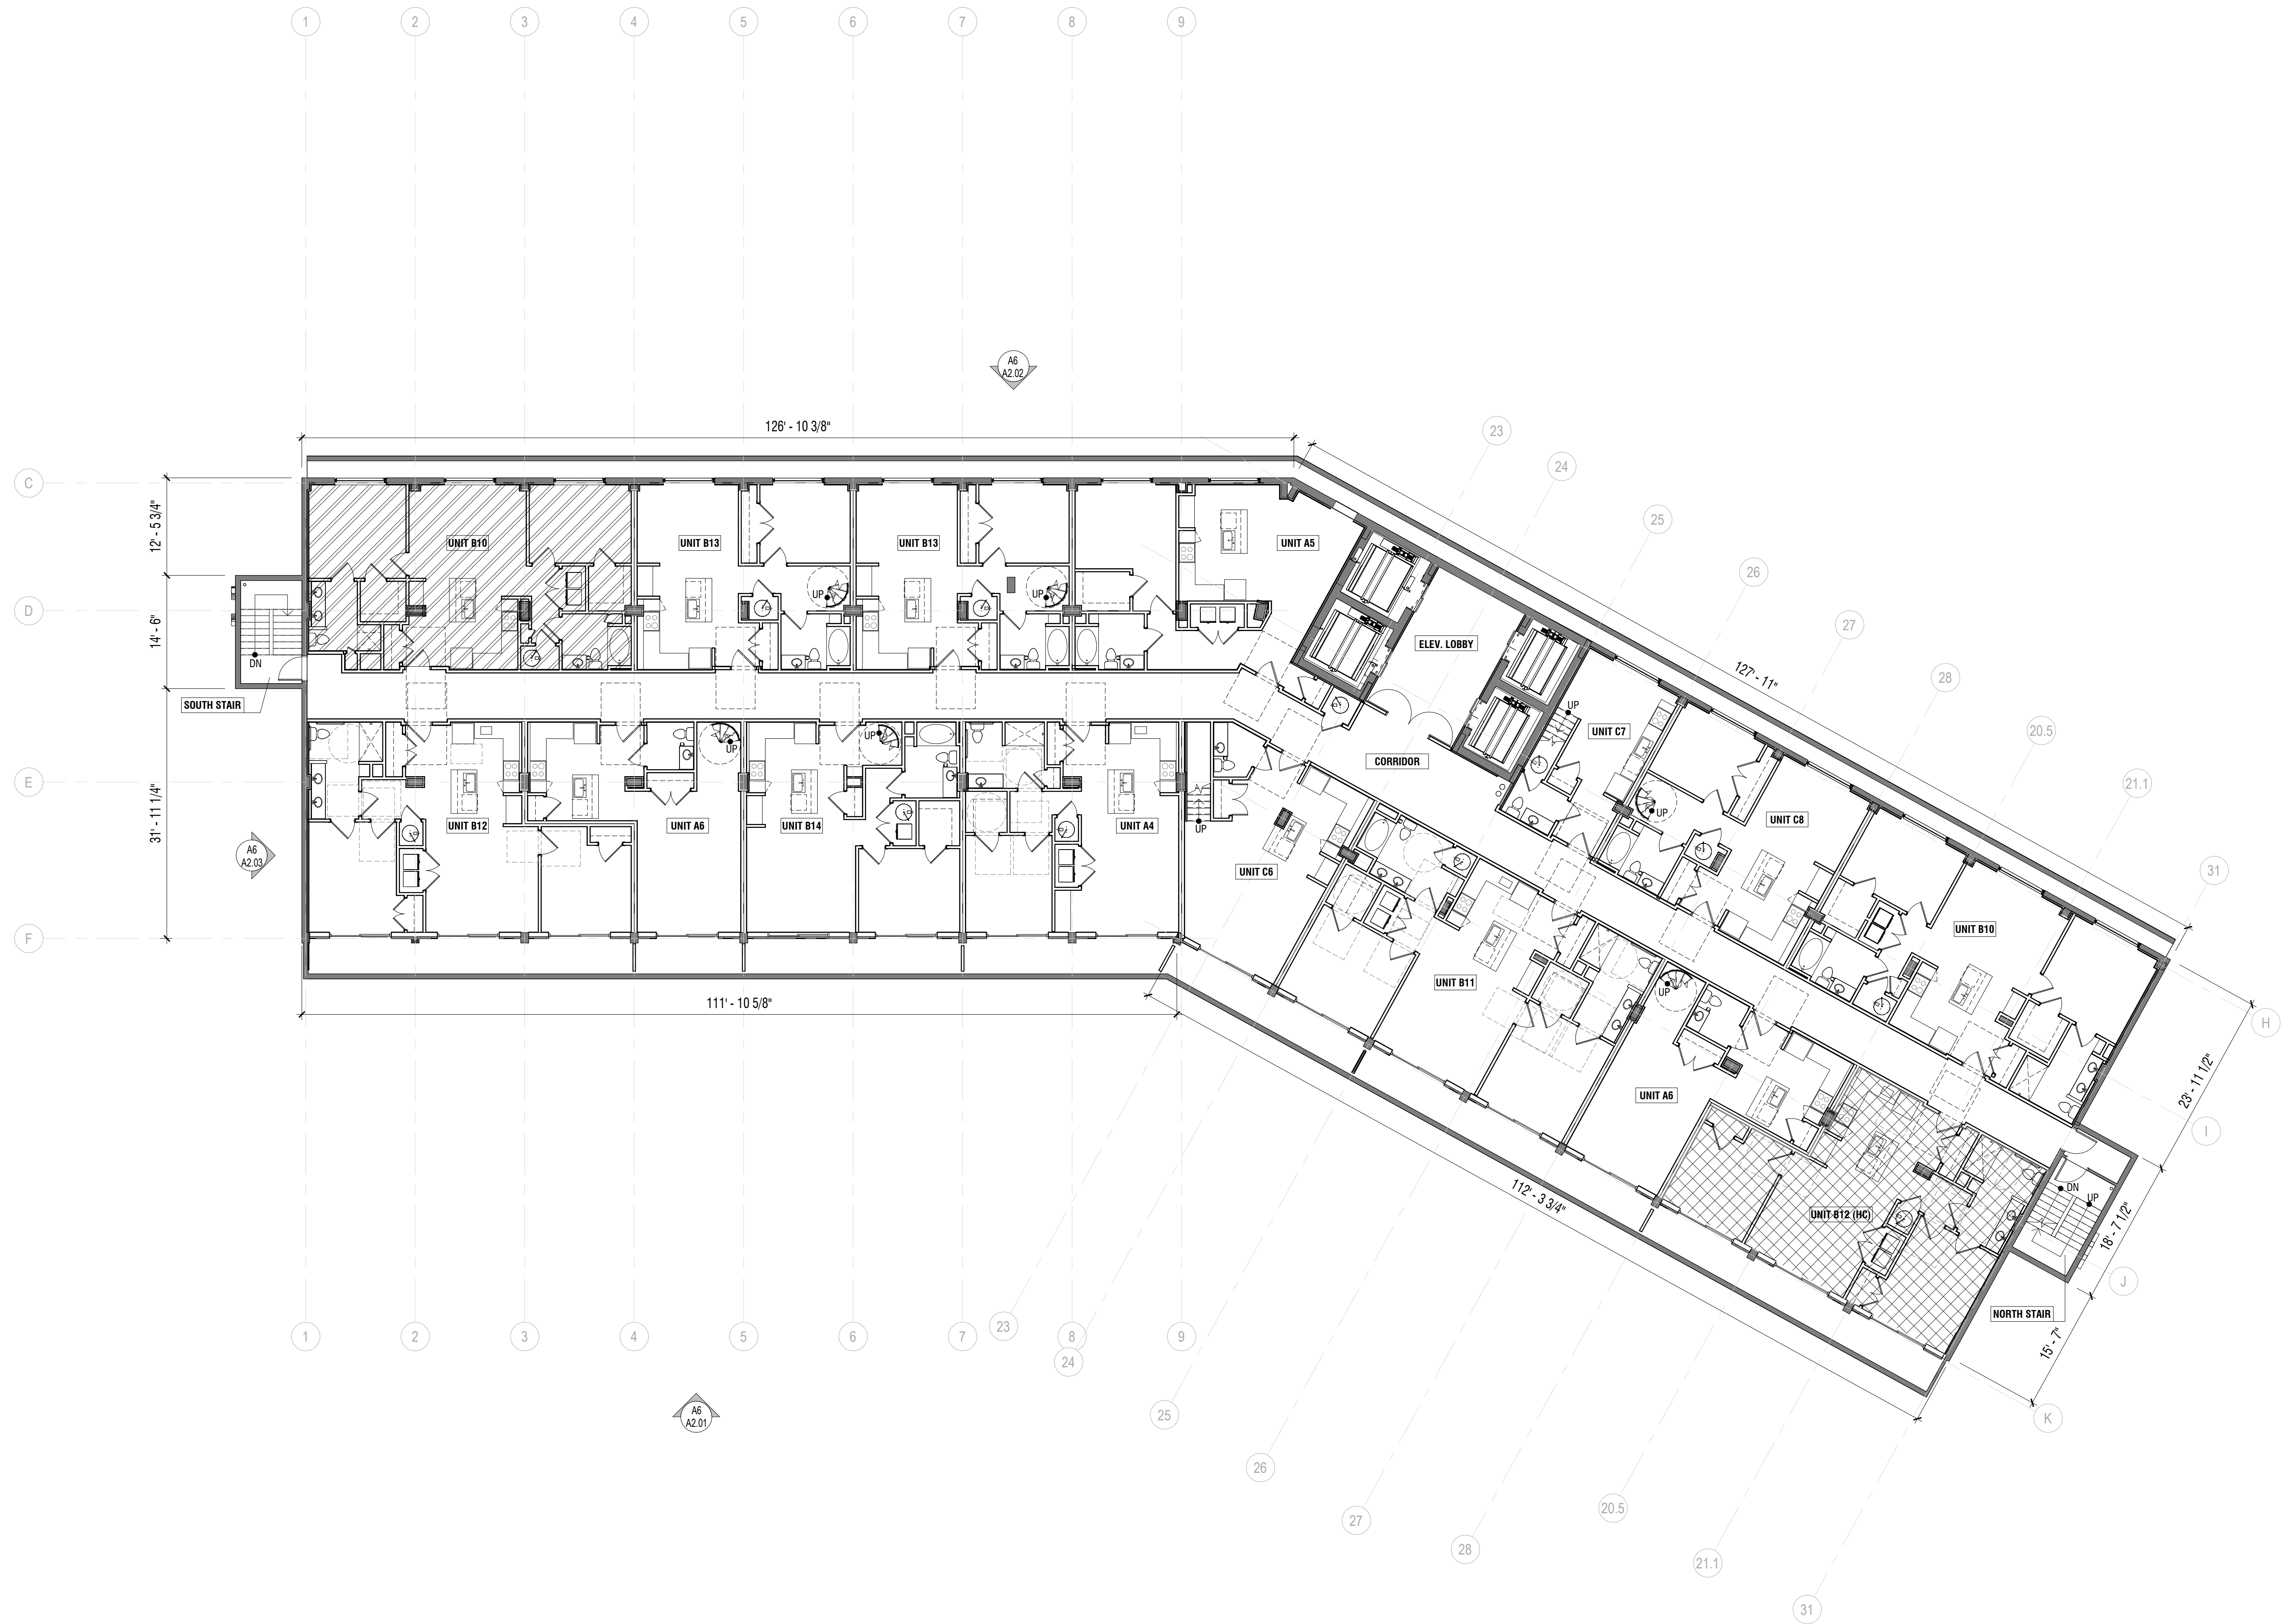 1 2 3 4 5 6 7 8 9
A6
A2.02
126' - 10 3/8"
23
24
25
26
27
28
20.5
21.1
31
C
D
E
F
12' - 5 3/4"
14' - 6"
31' - 11 1/4"
127' - 11"
UNIT B10
UNIT B13
UNIT B13
UNIT A5
UP
UP
ELEV. LOBBY
DN
SOUTH STAIR
UP
UNIT C7
CORRIDOR
UP
UP
UP
UNIT B12
UNIT A6
UNIT B14
UNIT A4
UP
UNIT C8
A6
A2.03
UNIT C6
UNIT B10
UNIT B11
UP
UNIT A6
111' - 10 5/8"
H
23' - 11 1/2"
I
112' - 3 3/4"
UNIT B12 (HC)
DN
UP
18' - 7 1/2"
J
NORTH STAIR
15' - 7"
K
1 2 3 4 5 6 7 8 9
23
24
25
26
27
28
20.5
21.1
31
A6
A2.01